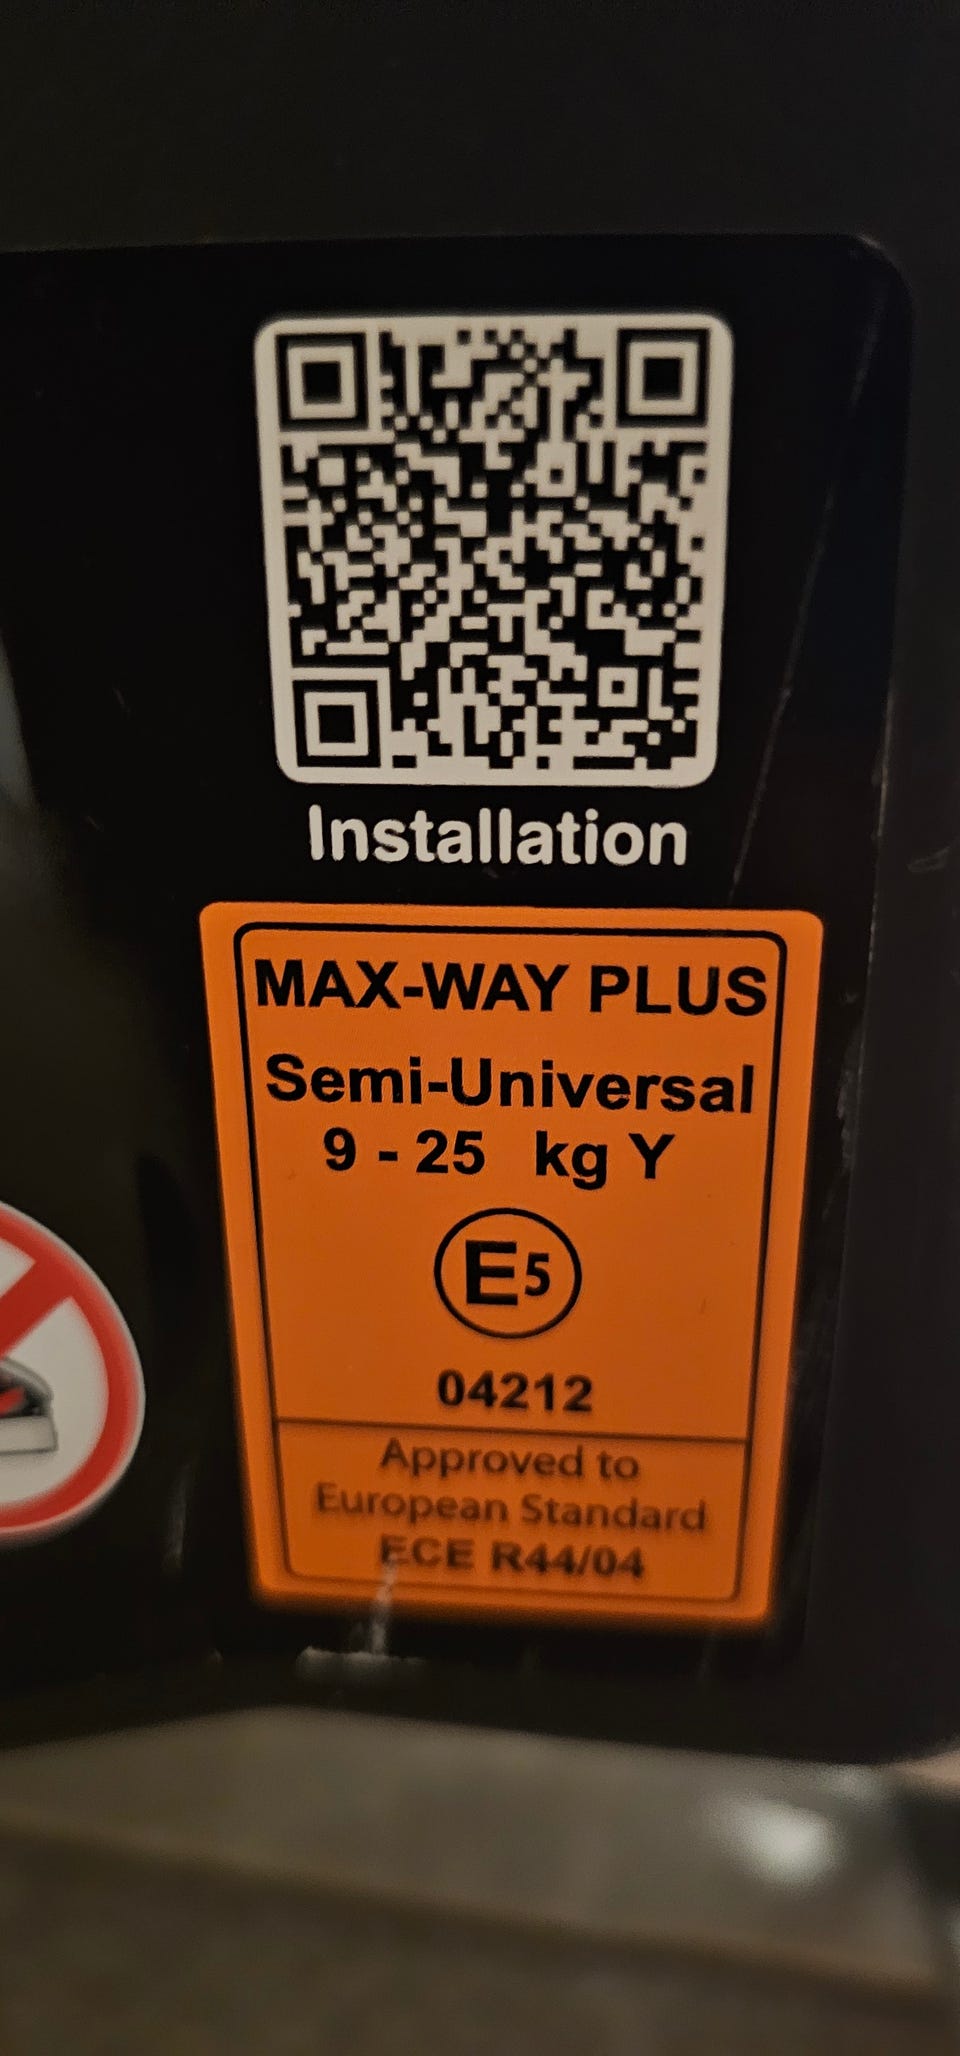 Installation
MAX-WAY PLUS
Semi-Universal
9 - 25 kg Y
E5
04212
Approved to
European Standard
ECE R44/04